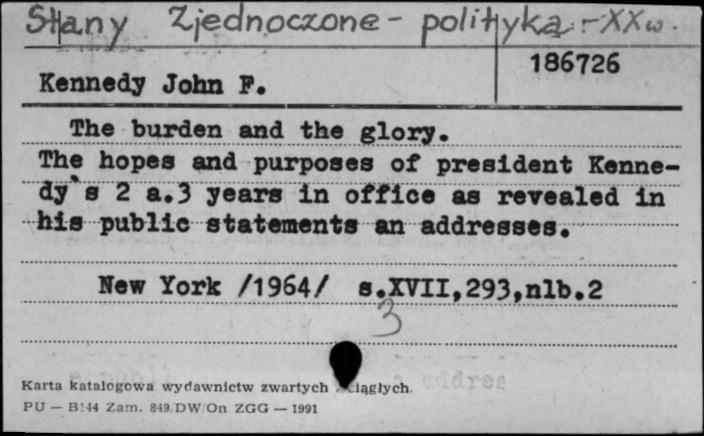 Stany Zjednoczone - polityka - XX w.
186726
Kennedy John F.
The burden and the glory.
The hopes and purposes of president Kenne-
dy's 2 a.3 years in office as revealed in
his public statements an addresses.
New York /1964/ s.XVII,293,nlb.2
3
Karta katalogowa wydawnictw zwartych ciągłych.
PU — B!44 Zam. 849.DW/On ZGG — 1991